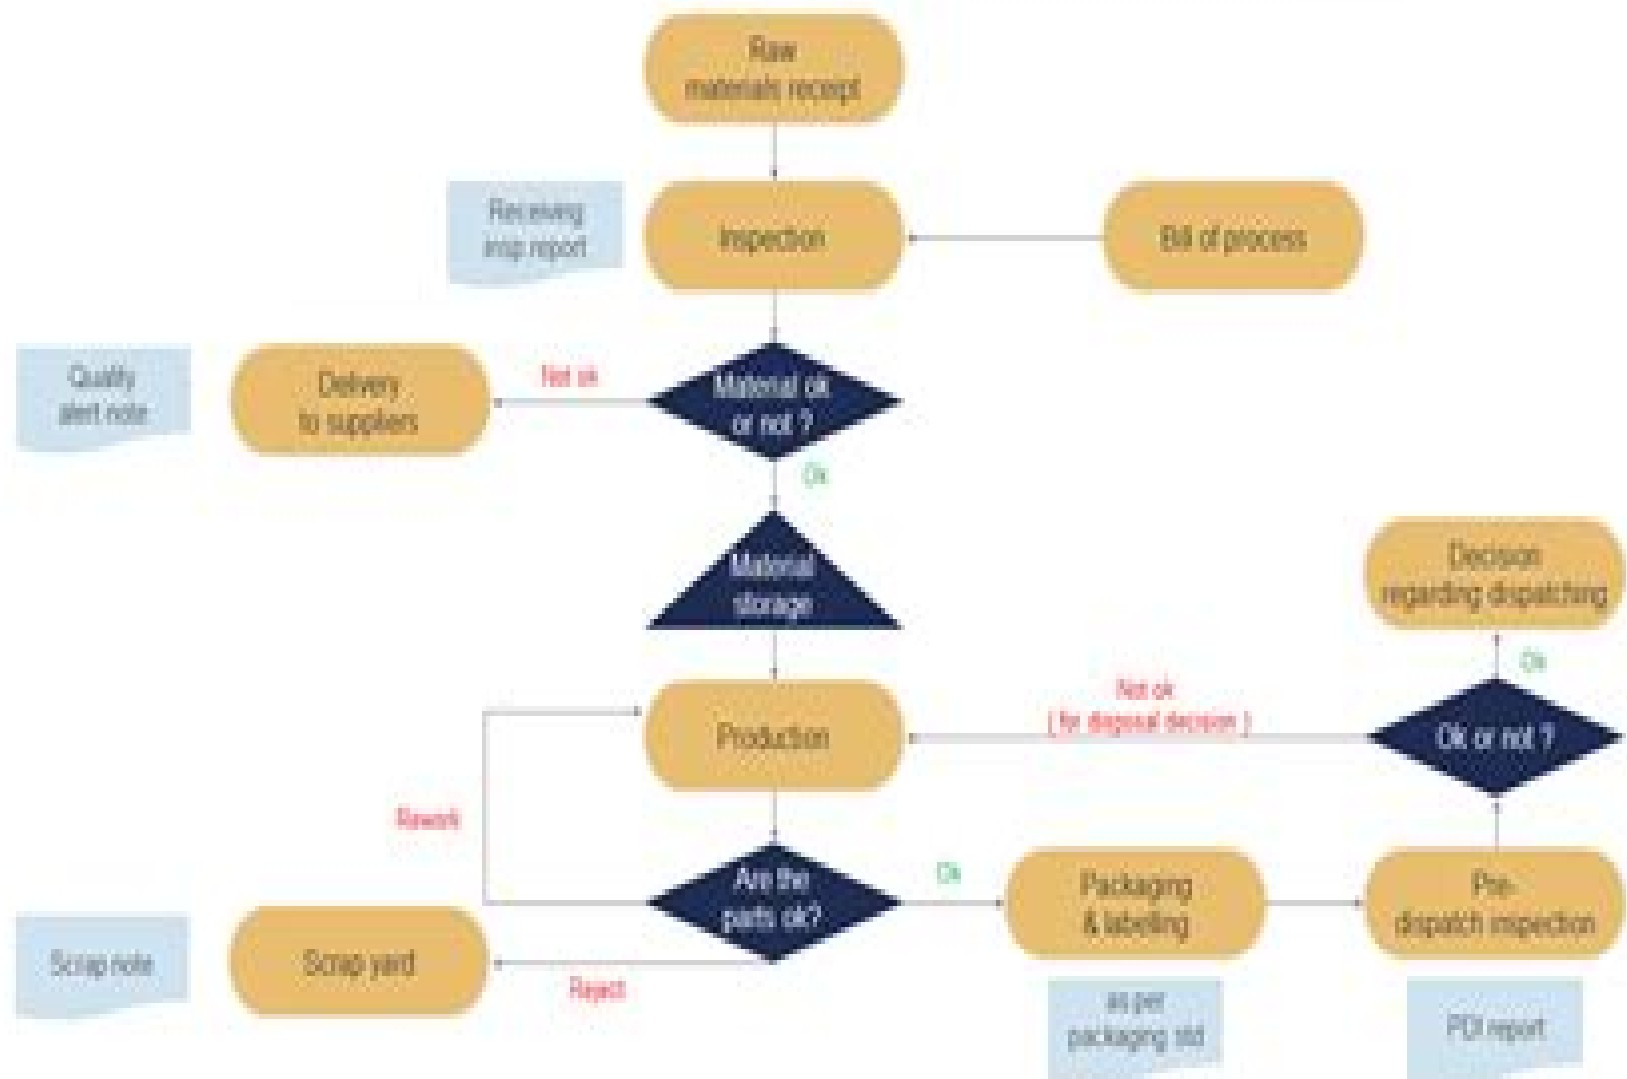 Raw
materials receipt
Receiving
insp report
Inspection
Bill of process
Quality
alert note
Delivery
to suppliers
Not ok
Material ok
or not ?
Ok
Material
storage
Decision
regarding dispatching
Ok
Not ok
( for disposal decision )
Production
Ok or not ?
Rework
Are the
parts ok?
Ok
Packaging
& labeling
Pre-
dispatch inspection
Scrap note
Scrap yard
Reject
as per
packaging std
PDI report